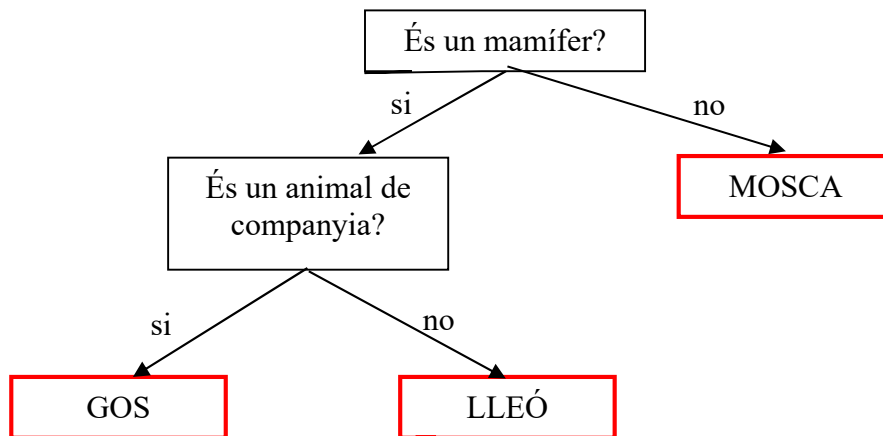 És un mamífer?
si
no
És un animal de
companyia?
MOSCA
si
no
GOS
LLEÓ